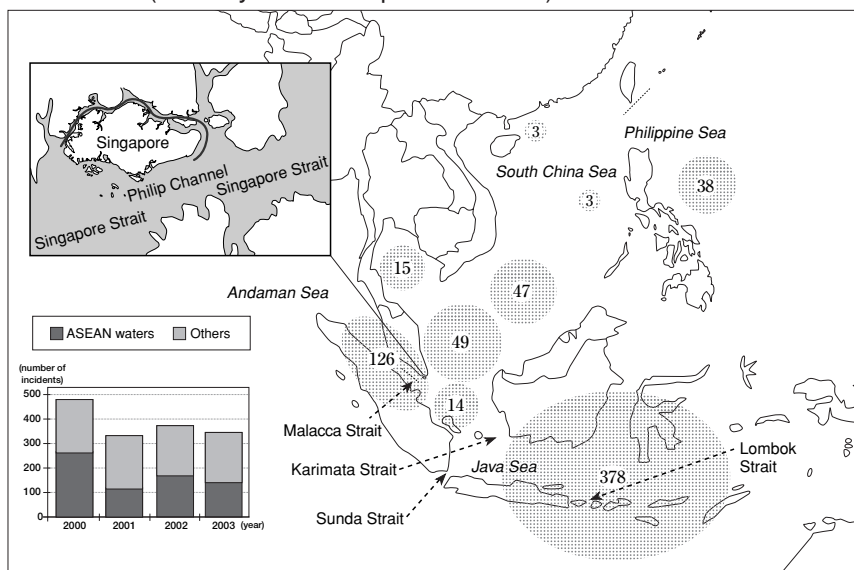 Singapore
Philip Channel
Singapore Strait
Singapore Strait
Andaman Sea
South China Sea
Philippine Sea
3
3
38
15
47
49
126
14
378
Malacca Strait
Karimata Strait
Java Sea
Sunda Strait
Lombok
Strait
ASEAN waters
Others
(number of
incidents)
500
400
300
200
100
0
2000 2001 2002 2003 (year)